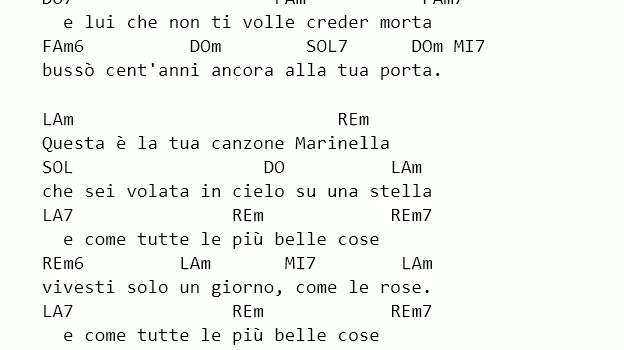 DO7                   FAm           FAm7
  e lui che non ti volle creder morta
FAm6          DOm        SOL7      DOm MI7
bussò cent'anni ancora alla tua porta.

LAm                         REm
Questa è la tua canzone Marinella
SOL                  DO          LAm
che sei volata in cielo su una stella
LA7               REm            REm7
  e come tutte le più belle cose
REm6         LAm       MI7        LAm
vivesti solo un giorno, come le rose.
LA7               REm            REm7
  e come tutte le più belle cose